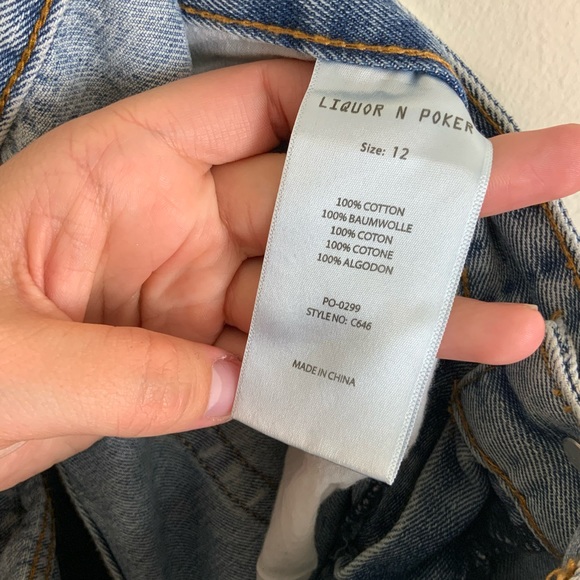 LIQUOR N POKER
Size: 12
100% COTTON
100% BAUMWOLLE
100% COTON
100% COTONE
100% ALGODON
PO-0299
STYLE NO: C646
MADE IN CHINA